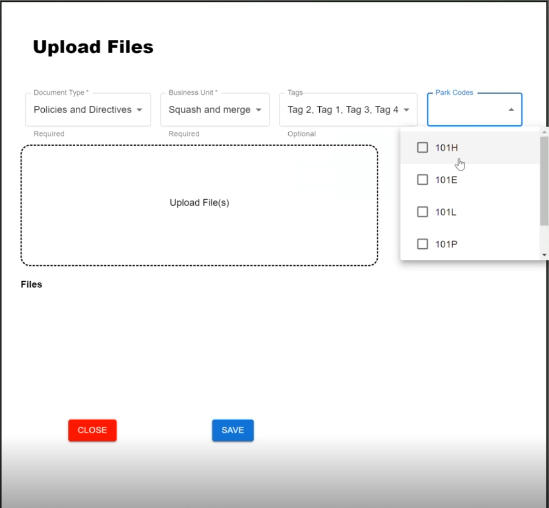 Upload Files
Document Type *
Policies and Directives
Required
Business Unit *
Squash and merge
Required
Tags
Tag 2, Tag 1, Tag 3, Tag 4
Optional
Park Codes
101H
101E
101L
101P
Upload File(s)
Files
CLOSE
SAVE